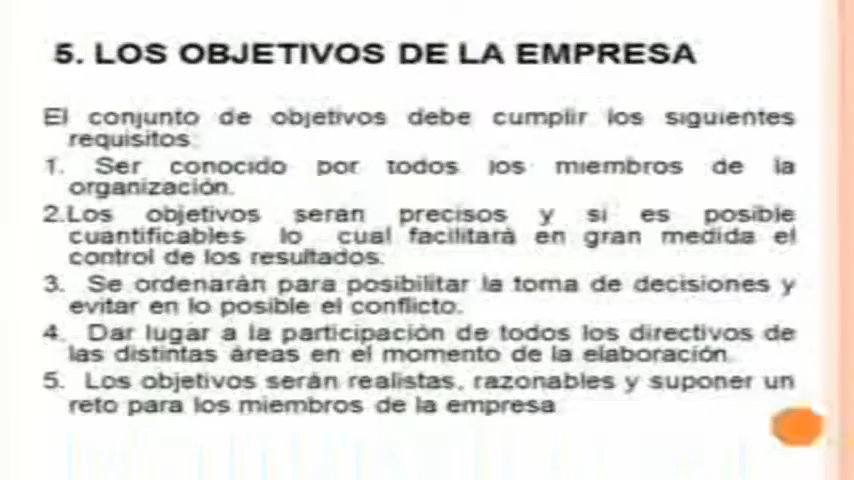 5. LOS OBJETIVOS DE LA EMPRESA
El conjunto de objetivos debe cumplir los siguientes
requisitos:
1. Ser conocido por todos los miembros de la
organización.
2.Los objetivos serán precisos y si es posible
cuantificables lo cual facilitará en gran medida el
control de los resultados.
3. Se ordenarán para posibilitar la toma de decisiones y
evitar en lo posible el conflicto.
4. Dar lugar a la participación de todos los directivos de
las distintas áreas en el momento de la elaboración.
5. Los objetivos serán realistas, razonables y suponer un
reto para los miembros de la empresa